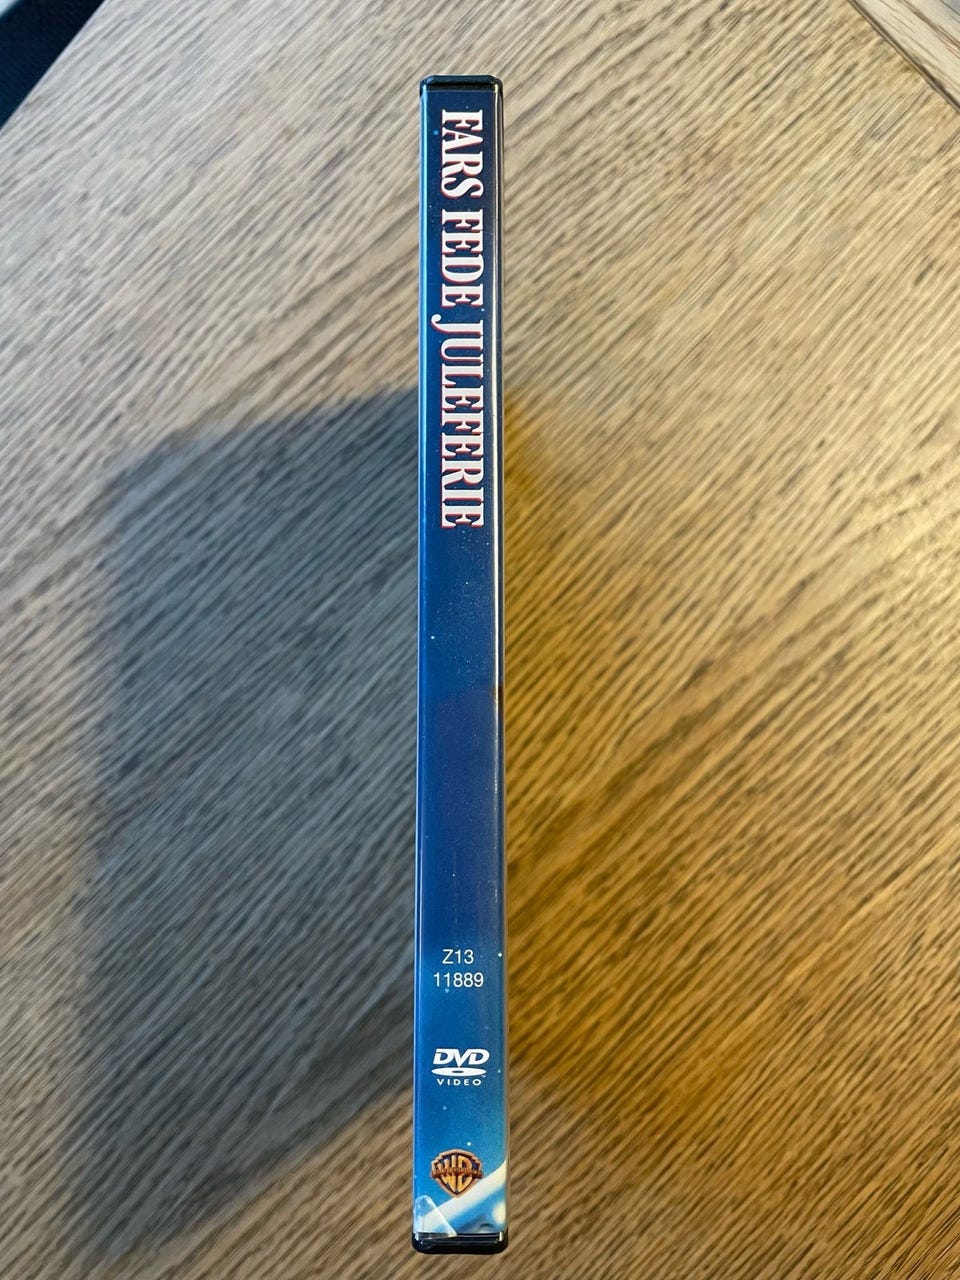 FARS FEDE JULEFERIE
Z13
11889
DVD
VIDEO
WB